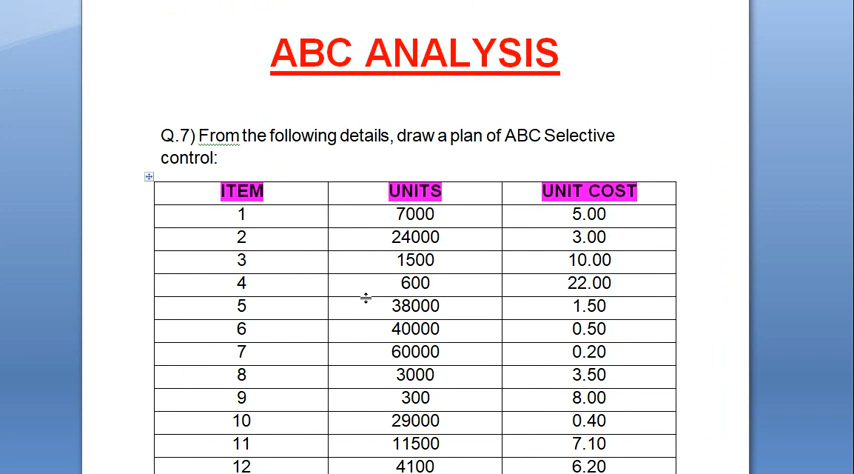 ABC ANALYSIS
Q.7) From the following details, draw a plan of ABC Selective
control:
ITEM UNITS UNIT COST
1 7000 5.00
2 24000 3.00
3 1500 10.00
4 600 22.00
5 38000 1.50
6 40000 0.50
7 60000 0.20
8 3000 3.50
9 300 8.00
10 29000 0.40
11 11500 7.10
12 4100 6.20